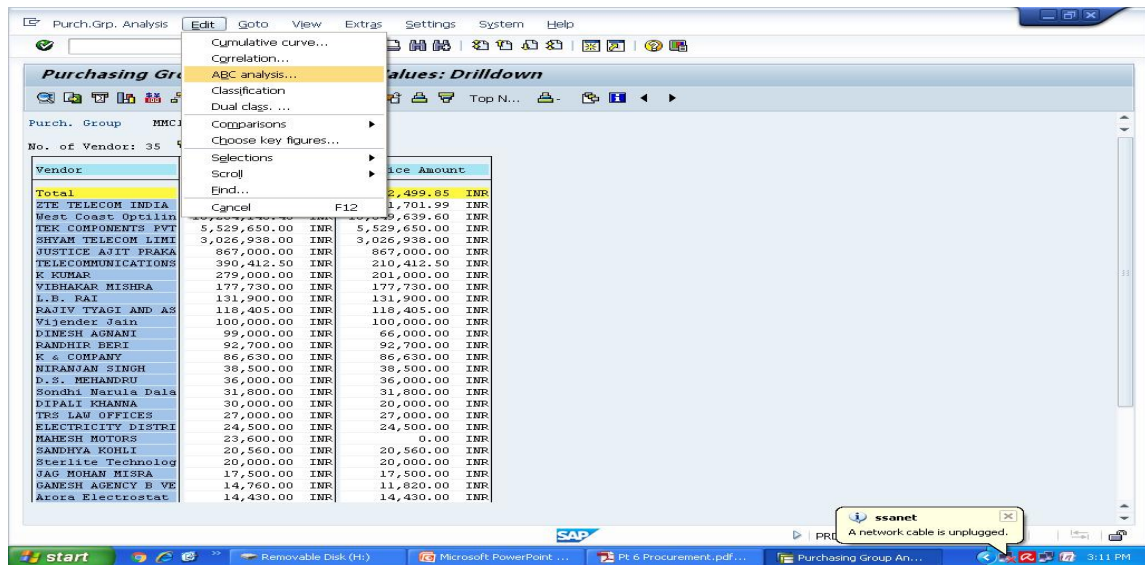 Purch.Grp. Analysis Edit Goto View Extras Settings System Help
Cumulative curve...
Correlation...
Purchasing Gr alues: Drilldown
ABC analysis...
Classification
Top N...
Dual class. ...
Purch. Group MMC
Comparisons
Choose key figures...
No. of Vendor: 35
Selections
Vendor ice Amount
Scroll
Find...
Total 2,499.85 INR
Cancel F12
ZTE TELECOM INDIA 1,701.99 INR
West Coast Optilin INR
TEK COMPONENTS PVT 5,529,650.00 INR 5,529,650.00 INR
SHYAM TELECOM LIMI 3,026,938.00 INR 3,026,938.00 INR
JUSTICE AJIT PRAKA 867,000.00 INR 867,000.00 INR
TELECOMMUNICATIONS 390,412.50 INR 210,412.50 INR
K KUMAR 279,000.00 INR 201,000.00 INR
VIBHAKAR MISHRA 177,730.00 INR 177,730.00 INR
L.B. RAI 131,900.00 INR 131,900.00 INR
RAJIV TYAGI AND AS 118,405.00 INR 118,405.00 INR
Vijender Jain 100,000.00 INR 100,000.00 INR
DINESH AGNANI 99,000.00 INR 66,000.00 INR
RANDHIR BERI 92,700.00 INR 92,700.00 INR
K & COMPANY 86,630.00 INR 86,630.00 INR
NIRANJAN SINGH 38,500.00 INR 38,500.00 INR
D.S. MEHANDRU 36,000.00 INR 36,000.00 INR
Sondhi Narula Dala 31,800.00 INR 31,800.00 INR
DIPALI KHANNA 30,000.00 INR 20,000.00 INR
TRS LAW OFFICES 27,000.00 INR 27,000.00 INR
ELECTRICITY DISTRI 24,500.00 INR 24,500.00 INR
MAHESH MOTORS 23,600.00 INR 0.00 INR
SANDHYA KOHLI 20,560.00 INR 20,560.00 INR
Sterlite Technolog 20,000.00 INR 20,000.00 INR
JAG MOHAN MISRA 17,500.00 INR 17,500.00 INR
GANESH AGENCY B VE 14,760.00 INR 11,820.00 INR
Arora Electrostat 14,430.00 INR 14,430.00 INR
ssanet
A network cable is unplugged.
SAP PRD
start Removable Disk (H:) Microsoft PowerPoint ... Pt 6 Procurement.pdf... Purchasing Group An... 3:11 PM